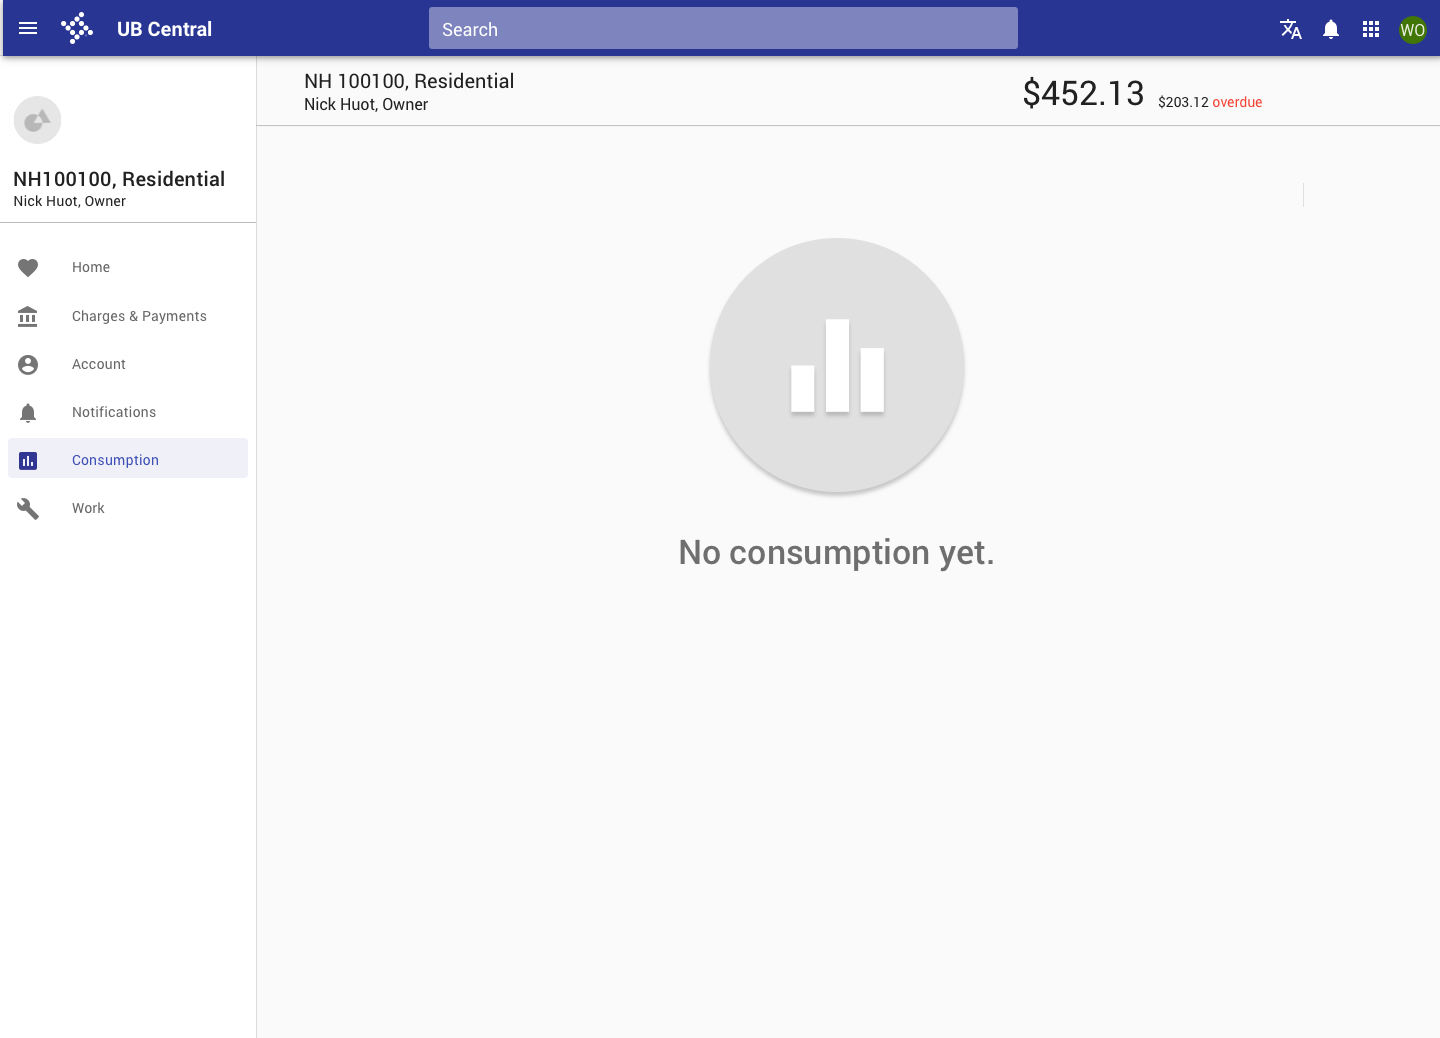 UB Central
Search
WO
NH 100100, Residential
Nick Huot, Owner
$452.13 $203.12 overdue
NH100100, Residential
Nick Huot, Owner
Home
Charges & Payments
Account
Notifications
Consumption
Work
No consumption yet.